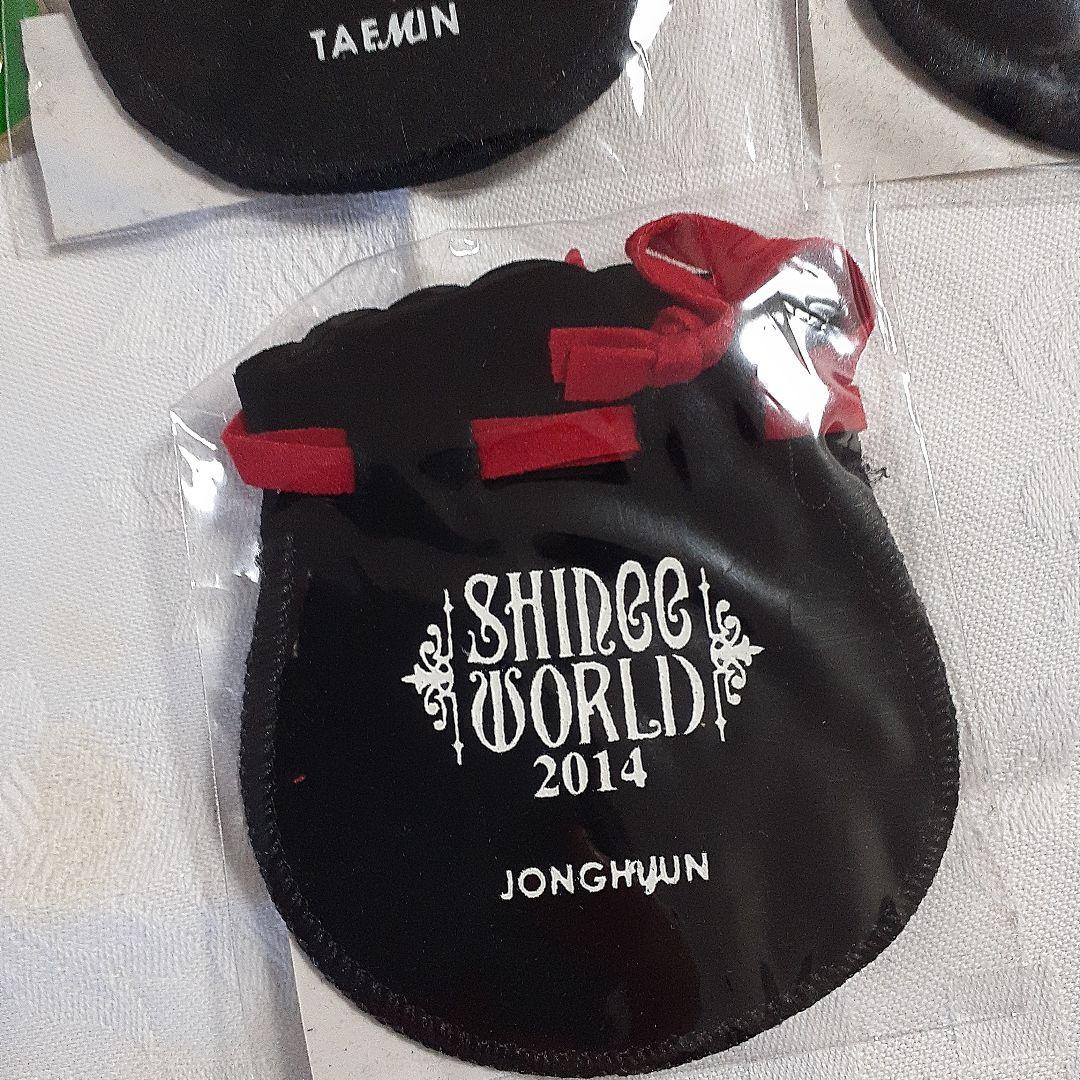 TAEMIN
SHINee
WORLD
2014
JONGHYUN